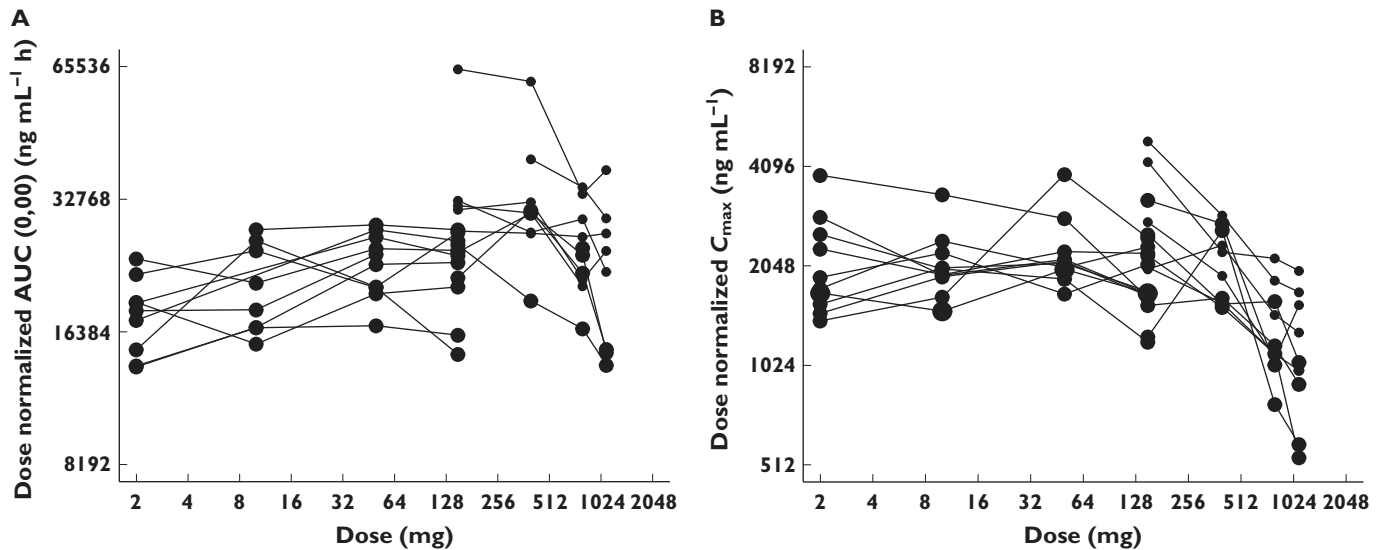 A
Dose normalized AUC (0,00) (ng mL⁻¹ h)
65536
32768
16384
8192
2 4 8 16 32 64 128 256 512 1024 2048
Dose (mg)
B
Dose normalized Cmax (ng mL⁻¹)
8192
4096
2048
1024
512
2 4 8 16 32 64 128 256 512 1024 2048
Dose (mg)